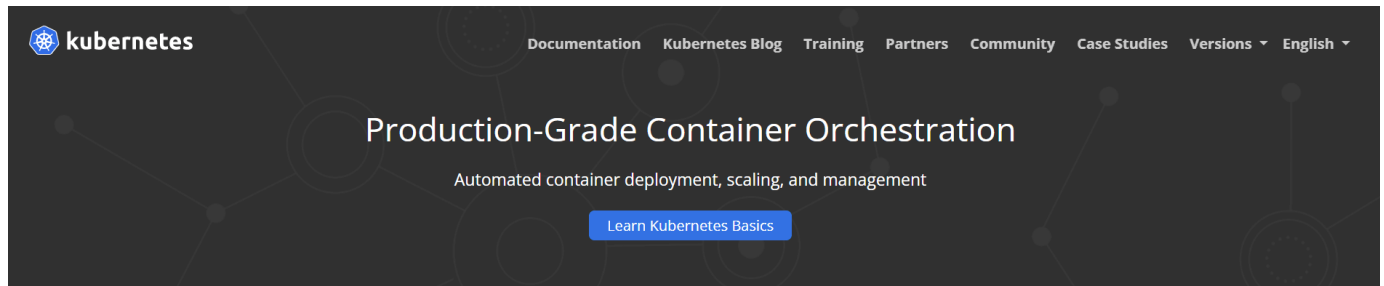 kubernetes
Documentation Kubernetes Blog Training Partners Community Case Studies Versions English
Production-Grade Container Orchestration
Automated container deployment, scaling, and management
Learn Kubernetes Basics